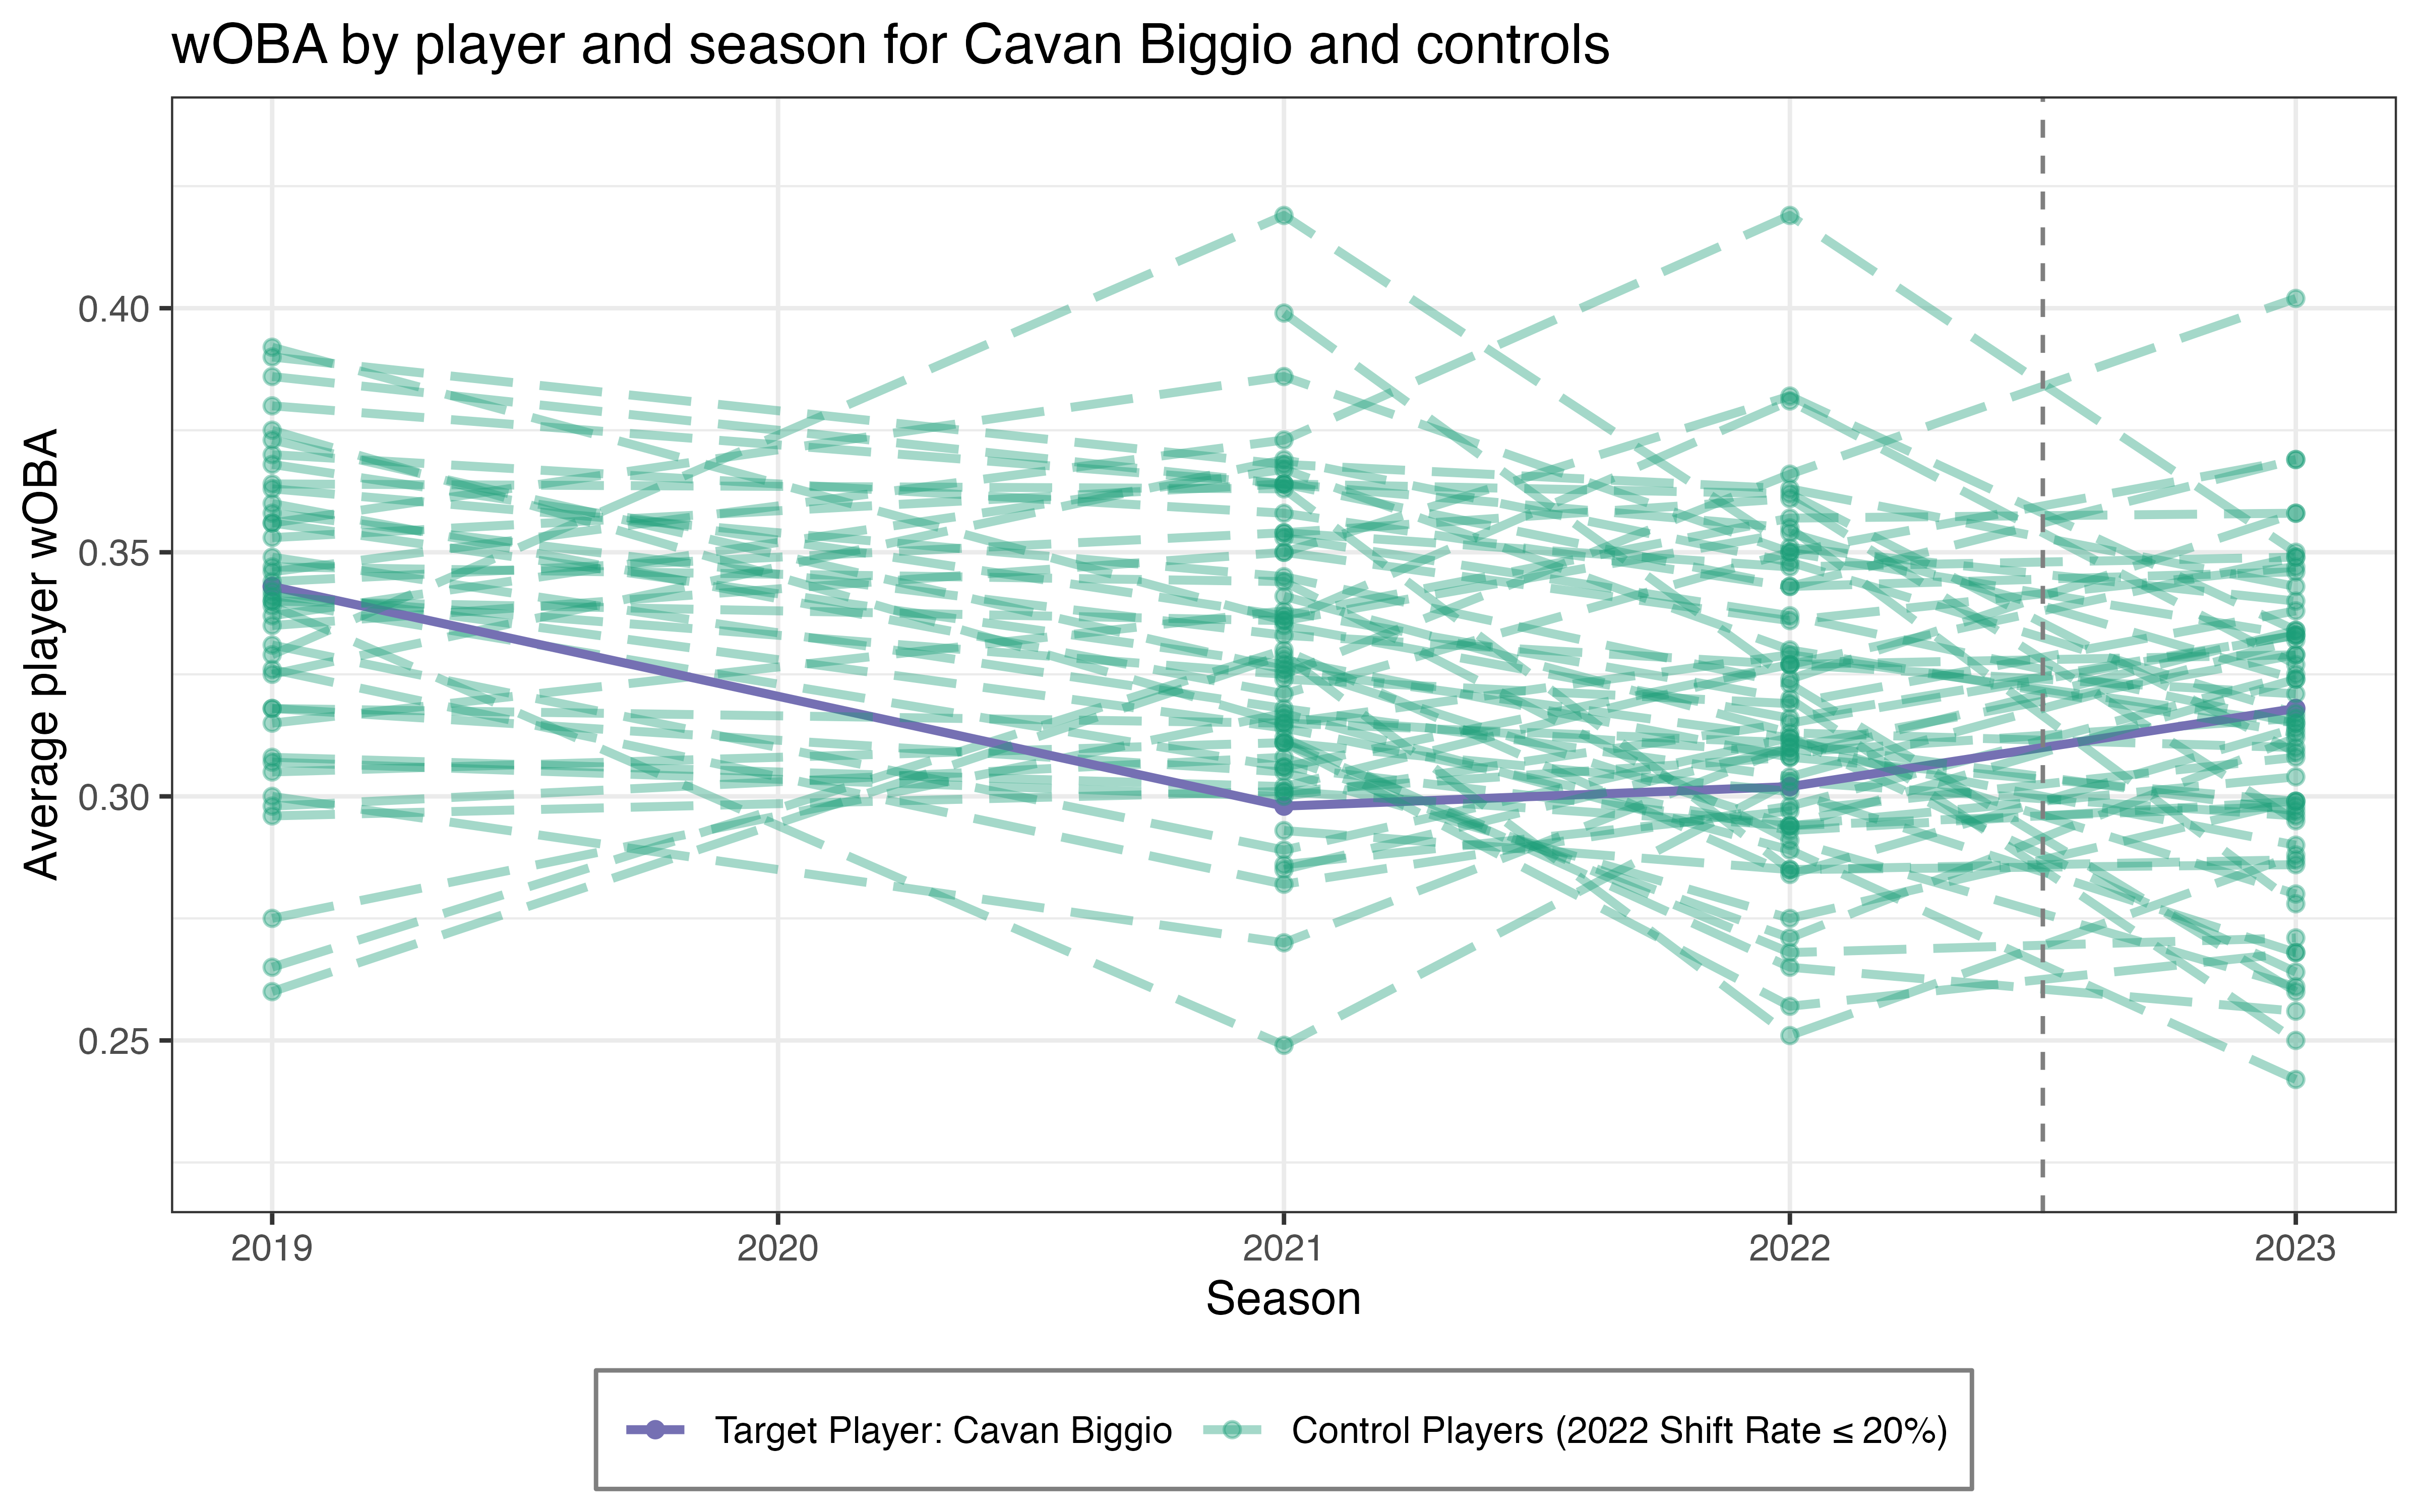 wOBA by player and season for Cavan Biggio and controls
Average player wOBA
0.40
0.35
0.30
0.25
2019 2020 2021 2022 2023
Season
Target Player: Cavan Biggio Control Players (2022 Shift Rate ≤ 20%)